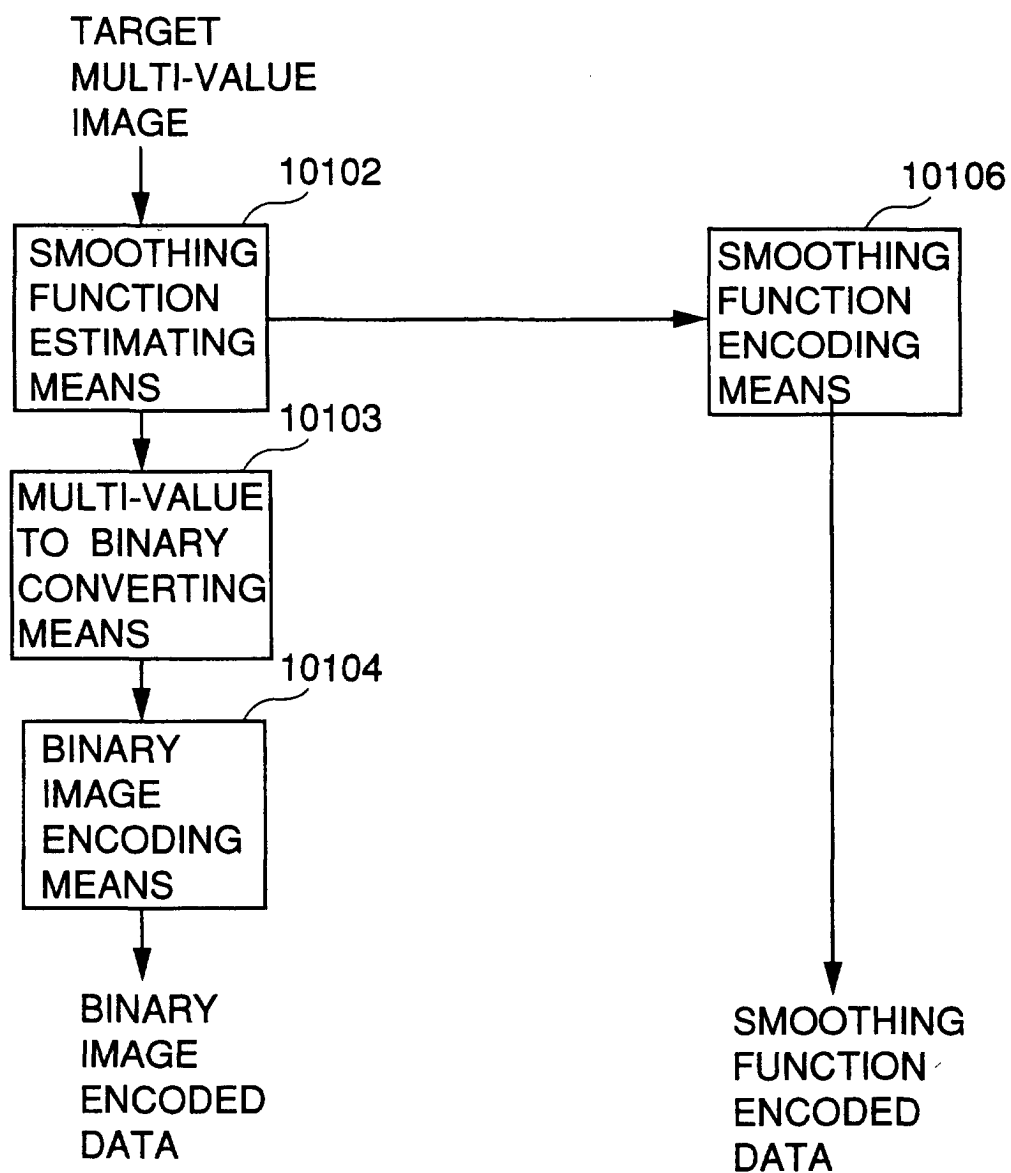 TARGET
MULTI-VALUE
IMAGE
10102
SMOOTHING
FUNCTION
ESTIMATING
MEANS
10106
SMOOTHING
FUNCTION
ENCODING
MEANS
10103
MULTI-VALUE
TO BINARY
CONVERTING
MEANS
10104
BINARY
IMAGE
ENCODING
MEANS
BINARY
IMAGE
ENCODED
DATA
SMOOTHING
FUNCTION
ENCODED
DATA